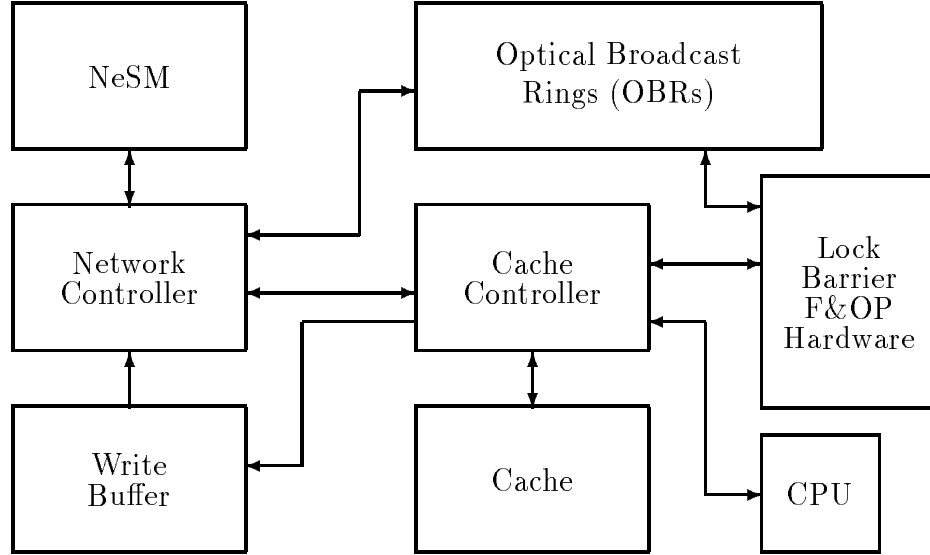 NeSM
Optical Broadcast
Rings (OBRs)
Network
Controller
Cache
Controller
Lock
Barrier
F&OP
Hardware
Write
Buffer
Cache
CPU